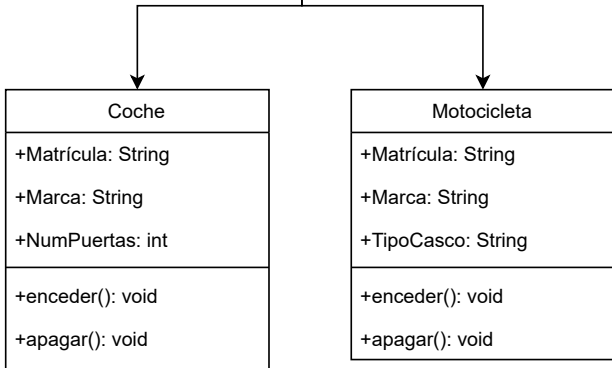 Coche
+Matrícula: String
+Marca: String
+NumPuertas: int
+enceder(): void
+apagar(): void
Motocicleta
+Matrícula: String
+Marca: String
+TipoCasco: String
+enceder(): void
+apagar(): void